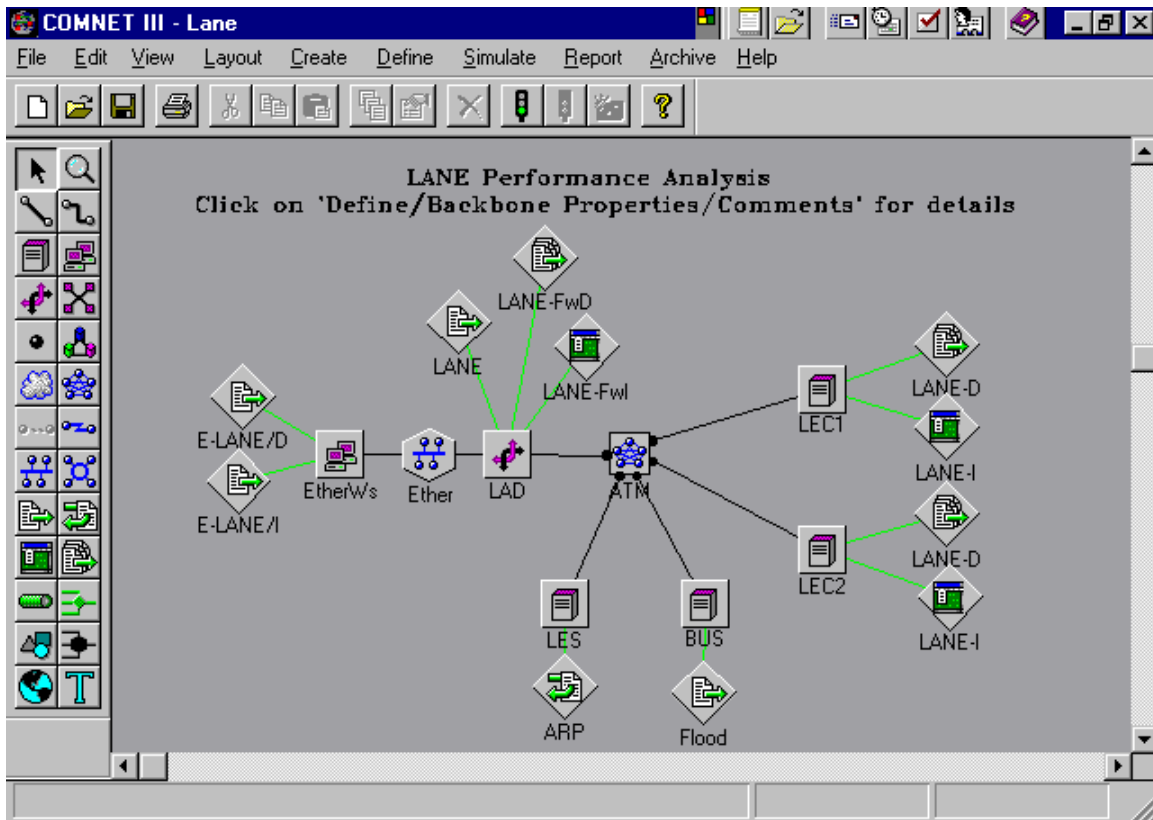 COMNET III - Lane
File Edit View Layout Create Define Simulate Report Archive Help
LANE Performance Analysis
Click on 'Define/Backbone Properties/Comments' for details
LANE-FwD
LANE
LANE-FwI
E-LANE/D
E-LANE/I
EtherWs
Ether
LAD
ATM
LEC1
LANE-D
LANE-I
LEC2
LANE-D
LANE-I
LES
BUS
ARP
Flood